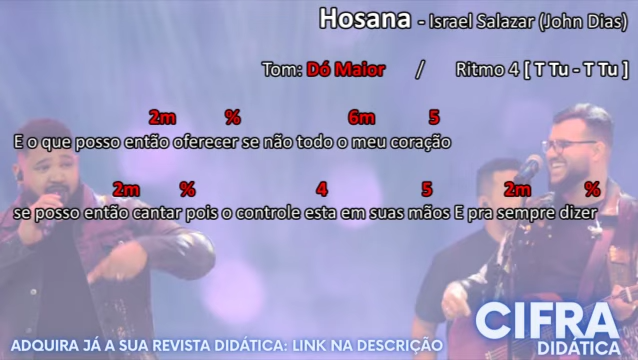 Hosana - Israel Salazar (John Dias)
Tom: Dó Maior / Ritmo 4 [ T Tu - T Tu ]
2m % 6m 5
E o que posso então oferecer se não todo o meu coração
2m % 4 5 2m %
se posso então cantar pois o controle esta em suas mãos E pra sempre dizer
CIFRA
DIDÁTICA
ADQUIRA JÁ A SUA REVISTA DIDÁTICA: LINK NA DESCRIÇÃO